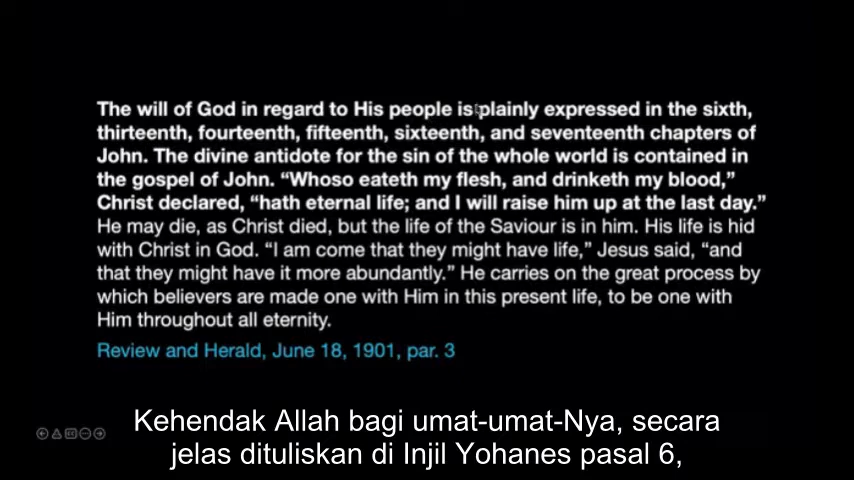 The will of God in regard to His people is plainly expressed in the sixth,
thirteenth, fourteenth, fifteenth, sixteenth, and seventeenth chapters of
John. The divine antidote for the sin of the whole world is contained in
the gospel of John. “Whoso eateth my flesh, and drinketh my blood,”
Christ declared, “hath eternal life; and I will raise him up at the last day.”
He may die, as Christ died, but the life of the Saviour is in him. His life is hid
with Christ in God. “I am come that they might have life,” Jesus said, “and
that they might have it more abundantly.” He carries on the great process by
which believers are made one with Him in this present life, to be one with
Him throughout all eternity.
Review and Herald, June 18, 1901, par. 3
Kehendak Allah bagi umat-umat-Nya, secara
jelas dituliskan di Injil Yohanes pasal 6,